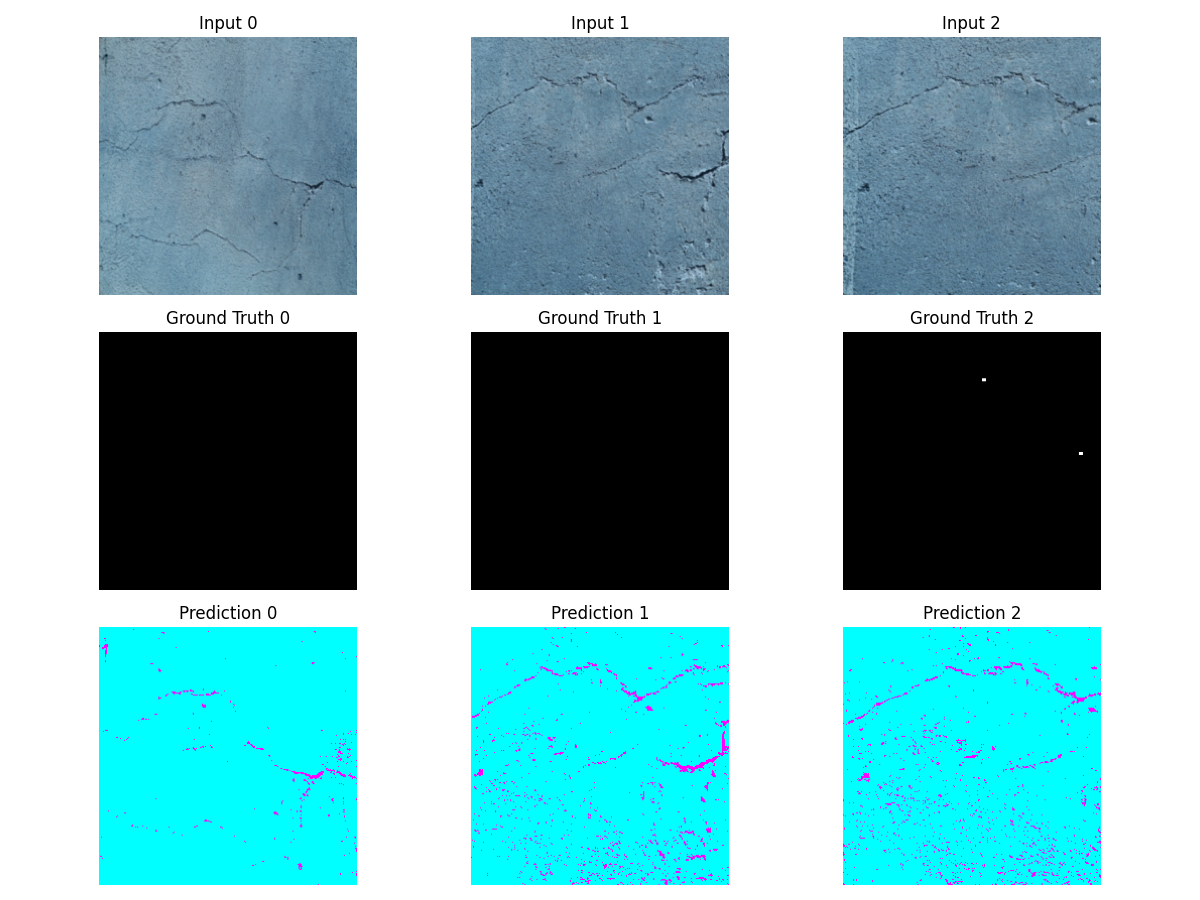 Input 0
Input 1
Input 2
Ground Truth 0
Ground Truth 1
Ground Truth 2
Prediction 0
Prediction 1
Prediction 2